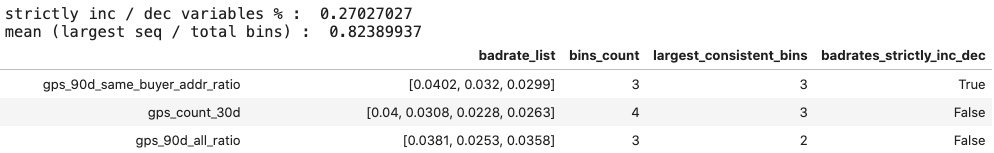 strictly inc / dec variables % :  0.27027027
mean (largest seq / total bins) :  0.82389937
badrate_list bins_count largest_consistent_bins badrates_strictly_inc_dec
gps_90d_same_buyer_addr_ratio [0.0402, 0.032, 0.0299] 3 3 True
gps_count_30d [0.04, 0.0308, 0.0228, 0.0263] 4 3 False
gps_90d_all_ratio [0.0381, 0.0253, 0.0358] 3 2 False